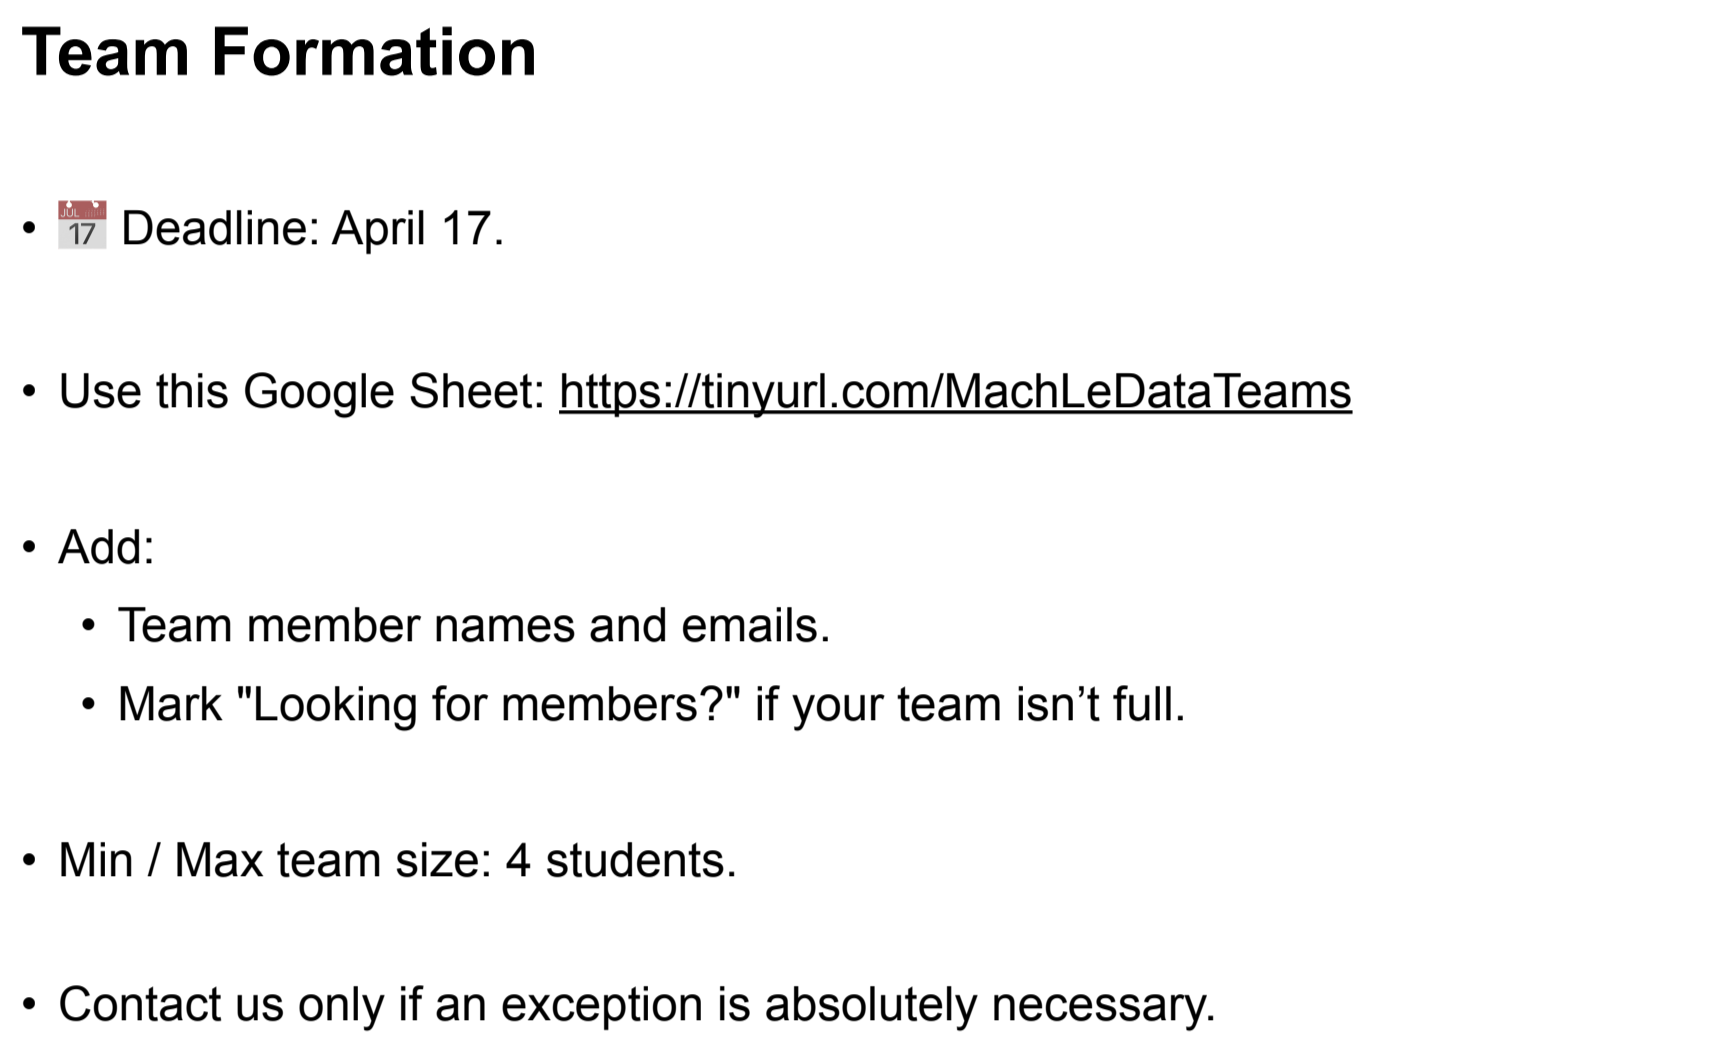 Team Formation
• 📅 Deadline: April 17.
• Use this Google Sheet: https://tinyurl.com/MachLeDataTeams
• Add:
• Team member names and emails.
• Mark "Looking for members?" if your team isn’t full.
• Min / Max team size: 4 students.
• Contact us only if an exception is absolutely necessary.